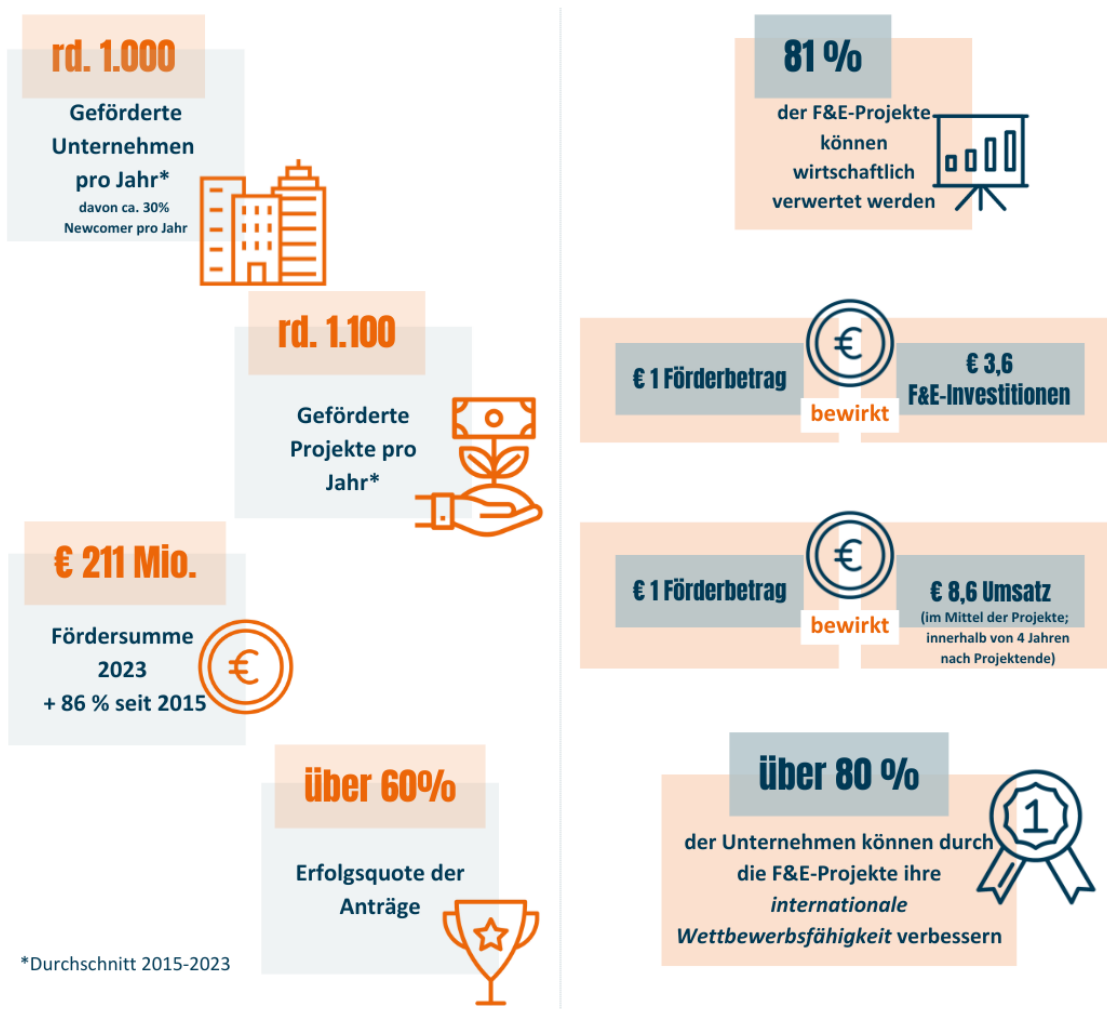 rd. 1.000
Geförderte
Unternehmen
pro Jahr*
davon ca. 30%
Newcomer pro Jahr
rd. 1.100
Geförderte
Projekte pro
Jahr*
€ 211 Mio.
Fördersumme
2023
+ 86 % seit 2015
€
über 60%
Erfolgsquote der
Anträge
*Durchschnitt 2015-2023
81 %
der F&E-Projekte
können
wirtschaftlich
verwertet werden
€
€ 1 Förderbetrag
bewirkt
€ 3,6
F&E-Investitionen
€
€ 1 Förderbetrag
bewirkt
€ 8,6 Umsatz
(im Mittel der Projekte;
innerhalb von 4 Jahren
nach Projektende)
über 80 %
1
der Unternehmen können durch
die F&E-Projekte ihre
internationale
Wettbewerbsfähigkeit verbessern